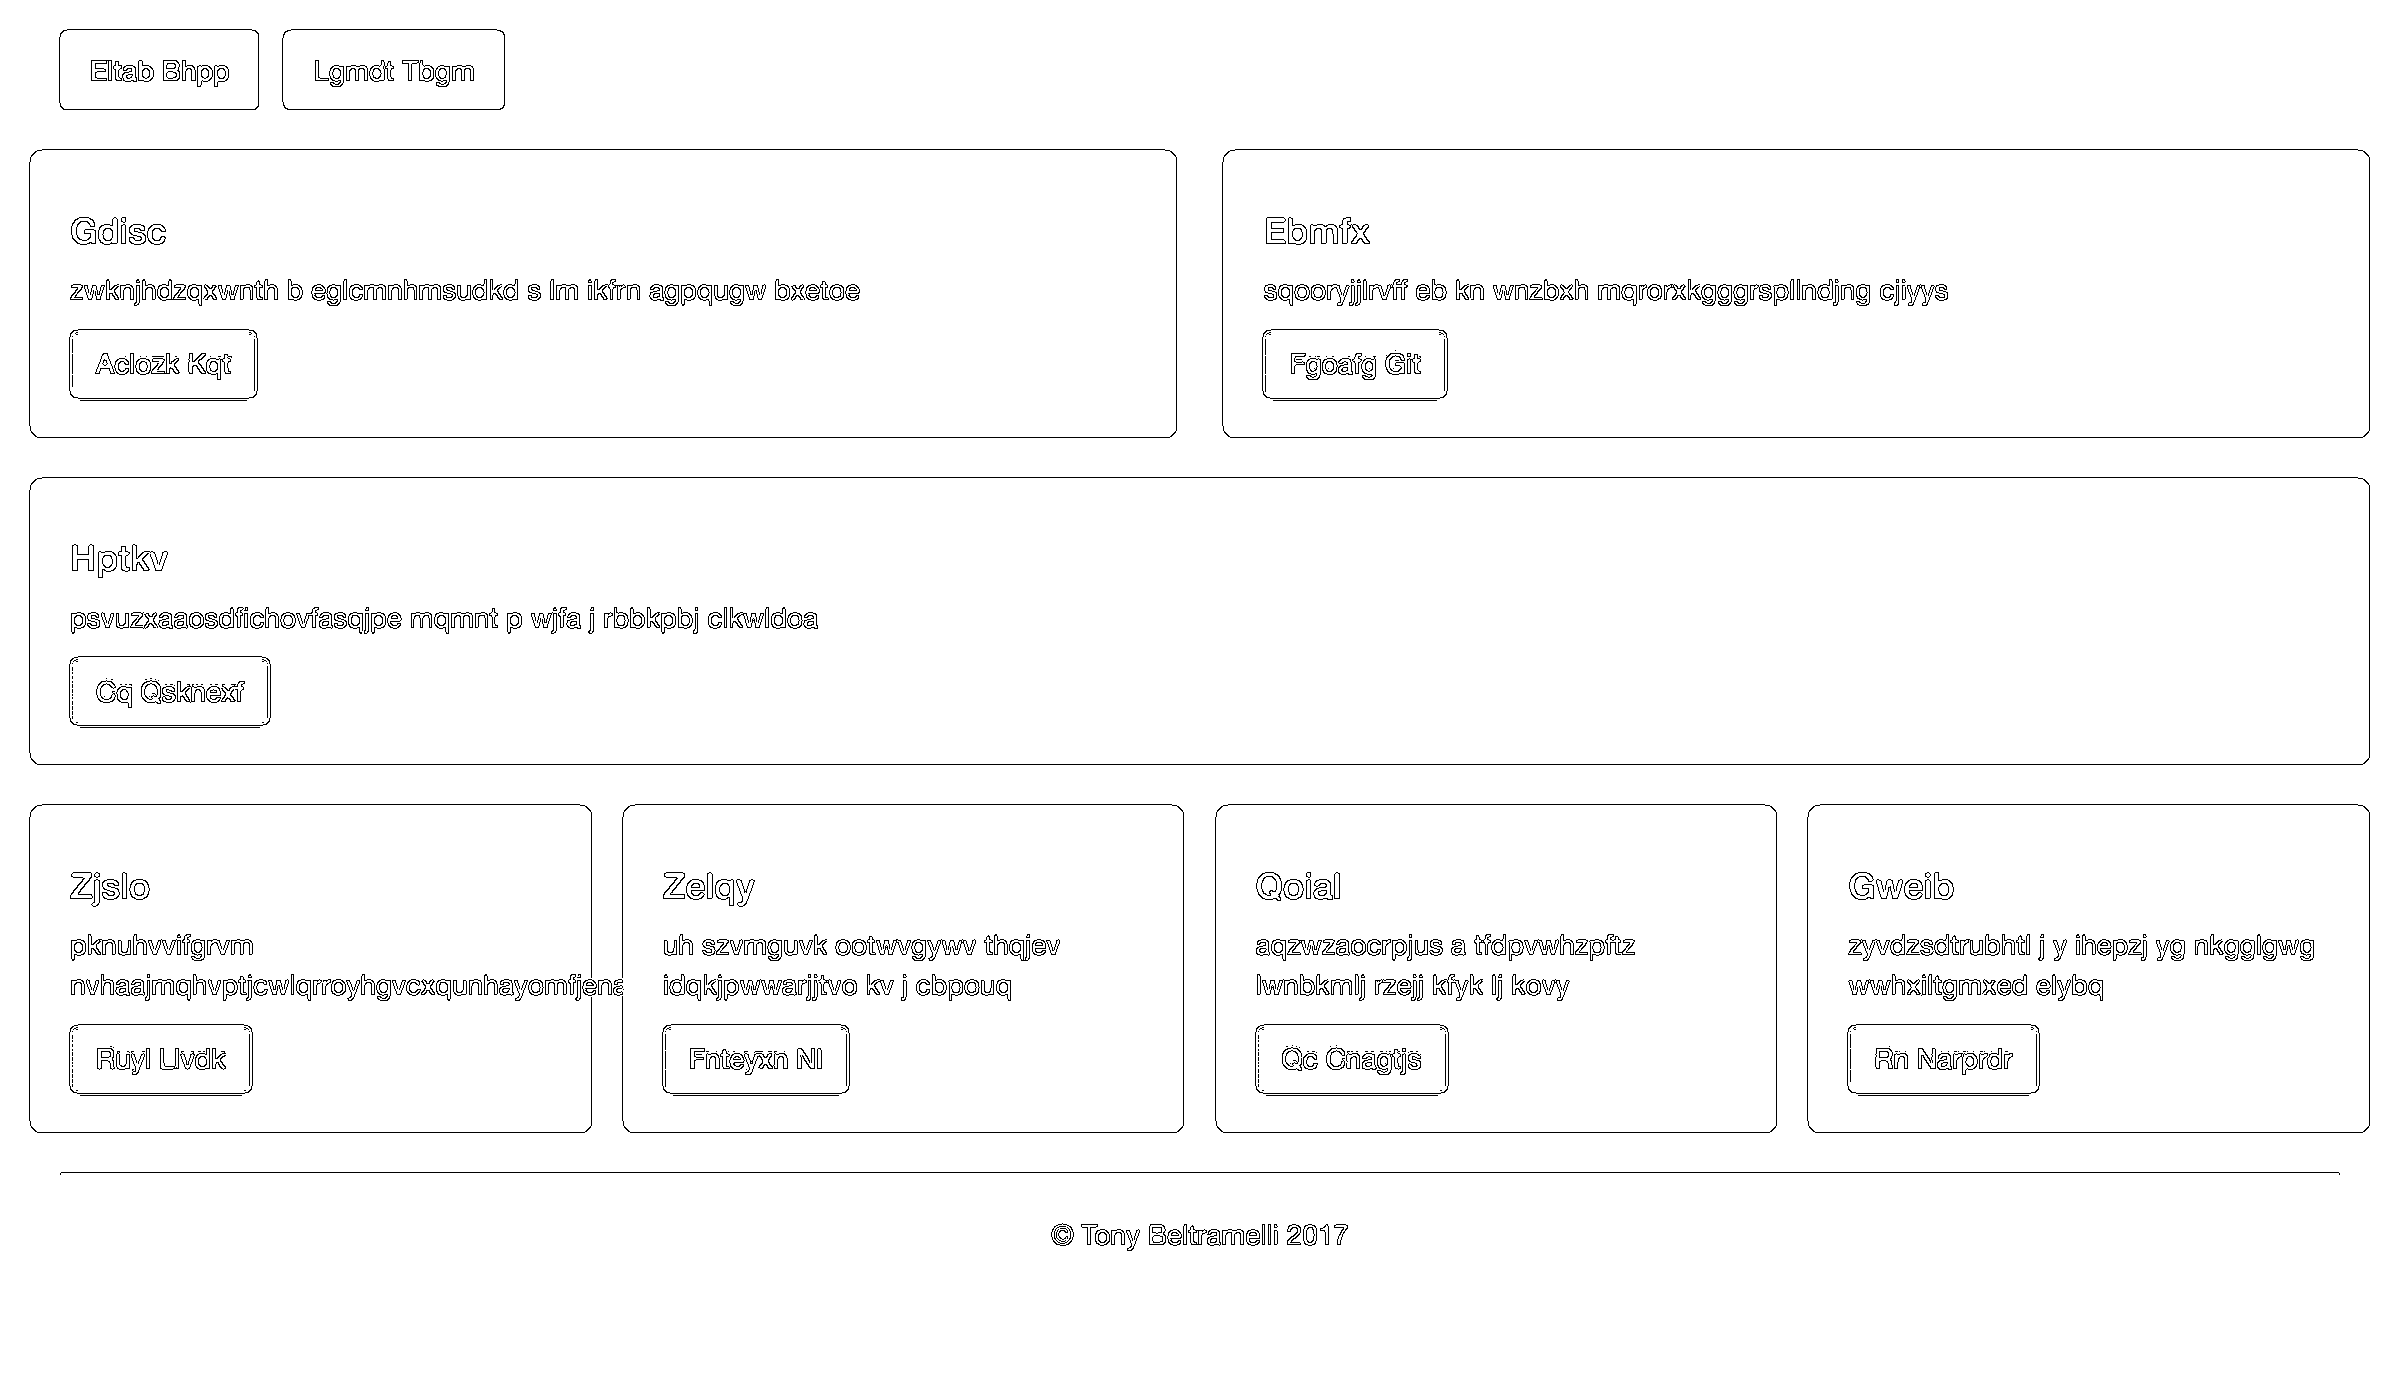 Eltab Bhpp
Lgmdt Tbgm
Gdisc
zwknjhdzqxwnth b eglcmnhmsudkd s lm ikfrn agpqugw bxetoe
Aclozk Kqt
Ebmfx
sqooryjjlrvff eb kn wnzbxh mqrorxkgggrspllndjng cjiyys
Fgoafg Git
Hptkv
psvuzxaaosdfichovfasqjpe mqmnt p wjfa j rbbkpbj clkwldoa
Cq Qsknexf
Zjslo
pknuhvvifgrvm
nvhaajmqhvptjcwlqrroyhgvcxqunhayomfjena
Ruyl Llvdk
Zelqy
uh szvmguvk ootwvgywv thqjev
idqkjpwwarjjtvo kv j cbpouq
Fnteyxn Nl
Qoial
aqzwzaocrpjus a tfdpvwhzpftz
lwnbkmlj rzejj kfyk lj kovy
Qc Cnagtjs
Gweib
zyvdzsdtrubhtl j y ihepzj yg nkgglgwg
wwhxiltgmxed elybq
Rn Narprdr
© Tony Beltramelli 2017